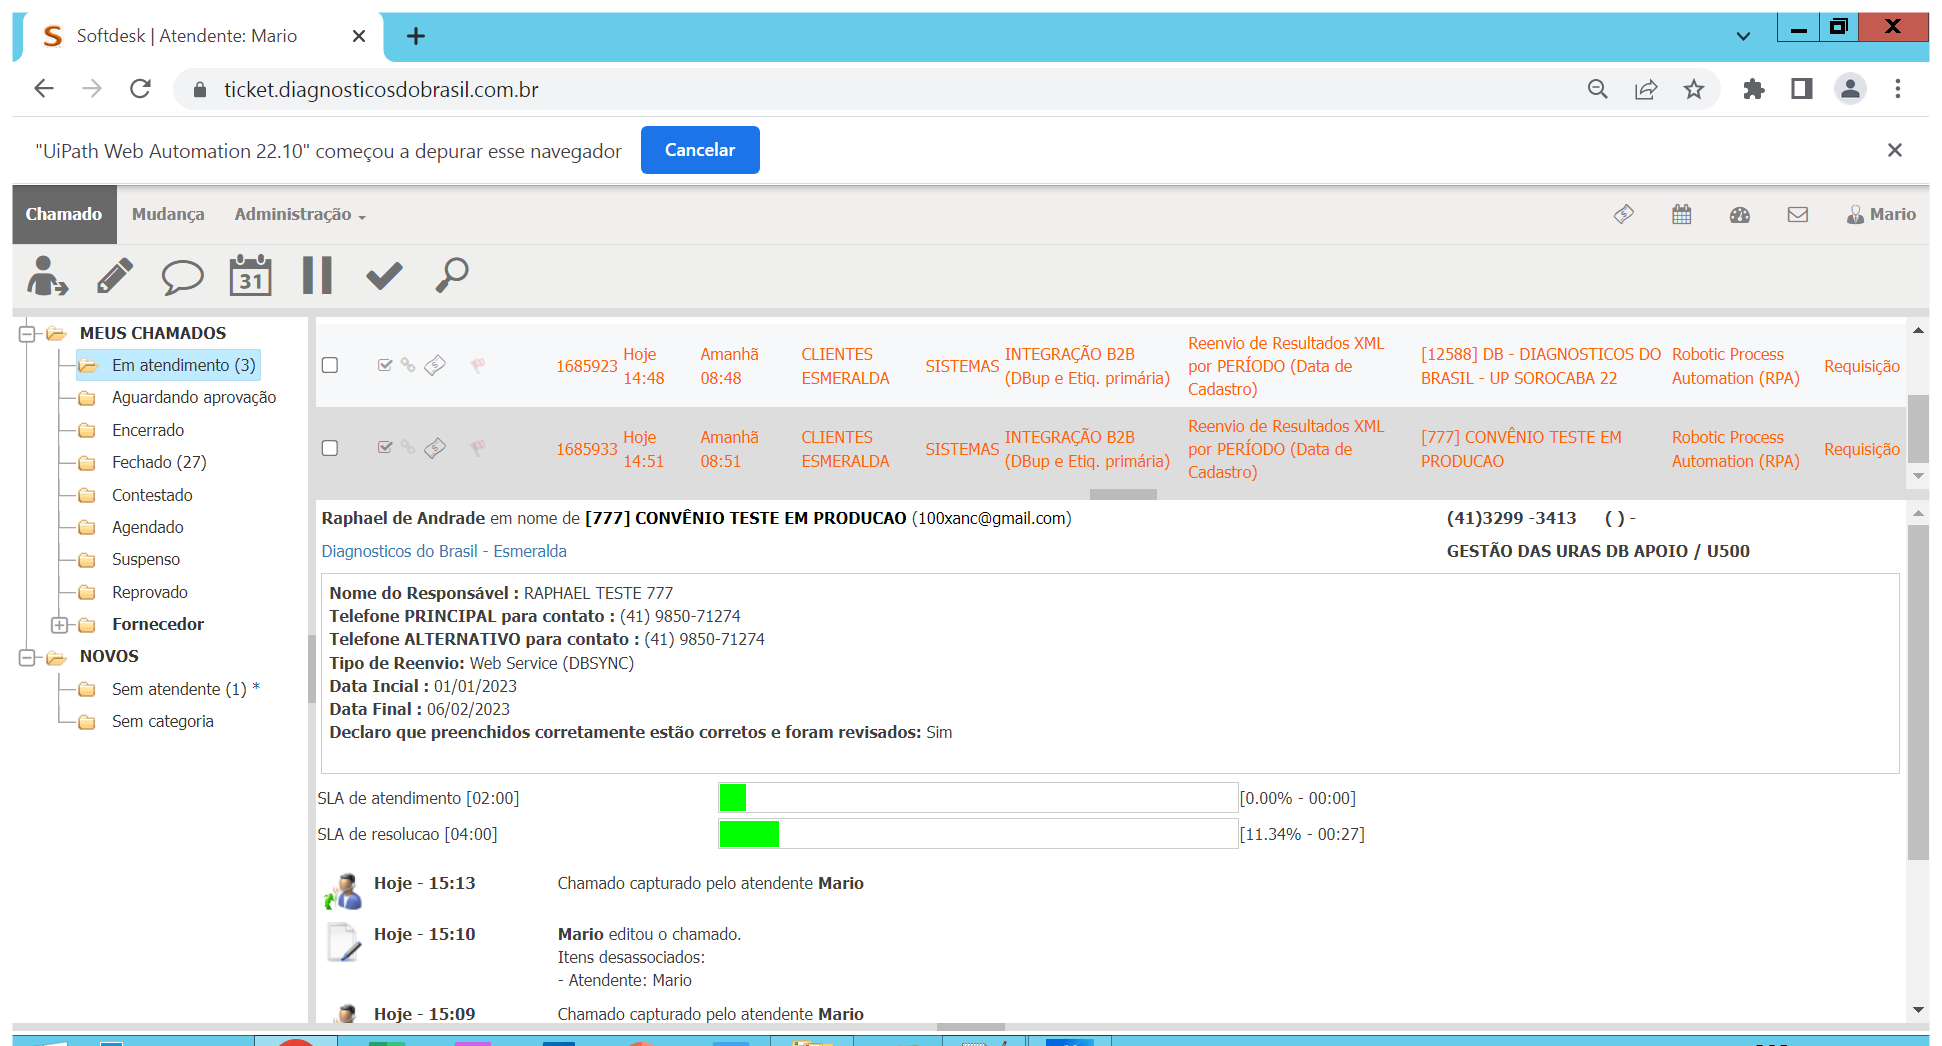 S Softdesk | Atendente: Mario
ticket.diagnosticosdobrasil.com.br
"UiPath Web Automation 22.10" começou a depurar esse navegador
Cancelar
Chamado Mudança Administração
Mario
31
MEUS CHAMADOS
Em atendimento (3)
Aguardando aprovação
Encerrado
Fechado (27)
Contestado
Agendado
Suspenso
Reprovado
Fornecedor
NOVOS
Sem atendente (1) *
Sem categoria
1685923
Hoje
14:48
Amanhã
08:48
CLIENTES
ESMERALDA
SISTEMAS
INTEGRAÇÃO B2B
(DBup e Etiq. primária)
Reenvio de Resultados XML
por PERÍODO (Data de
Cadastro)
[12588] DB - DIAGNOSTICOS DO
BRASIL - UP SOROCABA 22
Robotic Process
Automation (RPA)
Requisição
1685933
Hoje
14:51
Amanhã
08:51
CLIENTES
ESMERALDA
SISTEMAS
INTEGRAÇÃO B2B
(DBup e Etiq. primária)
Reenvio de Resultados XML
por PERÍODO (Data de
Cadastro)
[777] CONVÊNIO TESTE EM
PRODUCAO
Robotic Process
Automation (RPA)
Requisição
Raphael de Andrade em nome de [777] CONVÊNIO TESTE EM PRODUCAO (100xanc@gmail.com)
(41)3299 -3413 ( ) -
Diagnosticos do Brasil - Esmeralda
GESTÃO DAS URAS DB APOIO / U500
Nome do Responsável : RAPHAEL TESTE 777
Telefone PRINCIPAL para contato : (41) 9850-71274
Telefone ALTERNATIVO para contato : (41) 9850-71274
Tipo de Reenvio: Web Service (DBSYNC)
Data Incial : 01/01/2023
Data Final : 06/02/2023
Declaro que preenchidos corretamente estão corretos e foram revisados: Sim
SLA de atendimento [02:00] [0.00% - 00:00]
SLA de resolucao [04:00] [11.34% - 00:27]
Hoje - 15:13 Chamado capturado pelo atendente Mario
Hoje - 15:10 Mario editou o chamado.
Itens desassociados:
- Atendente: Mario
Hoje - 15:09 Chamado capturado pelo atendente Mario